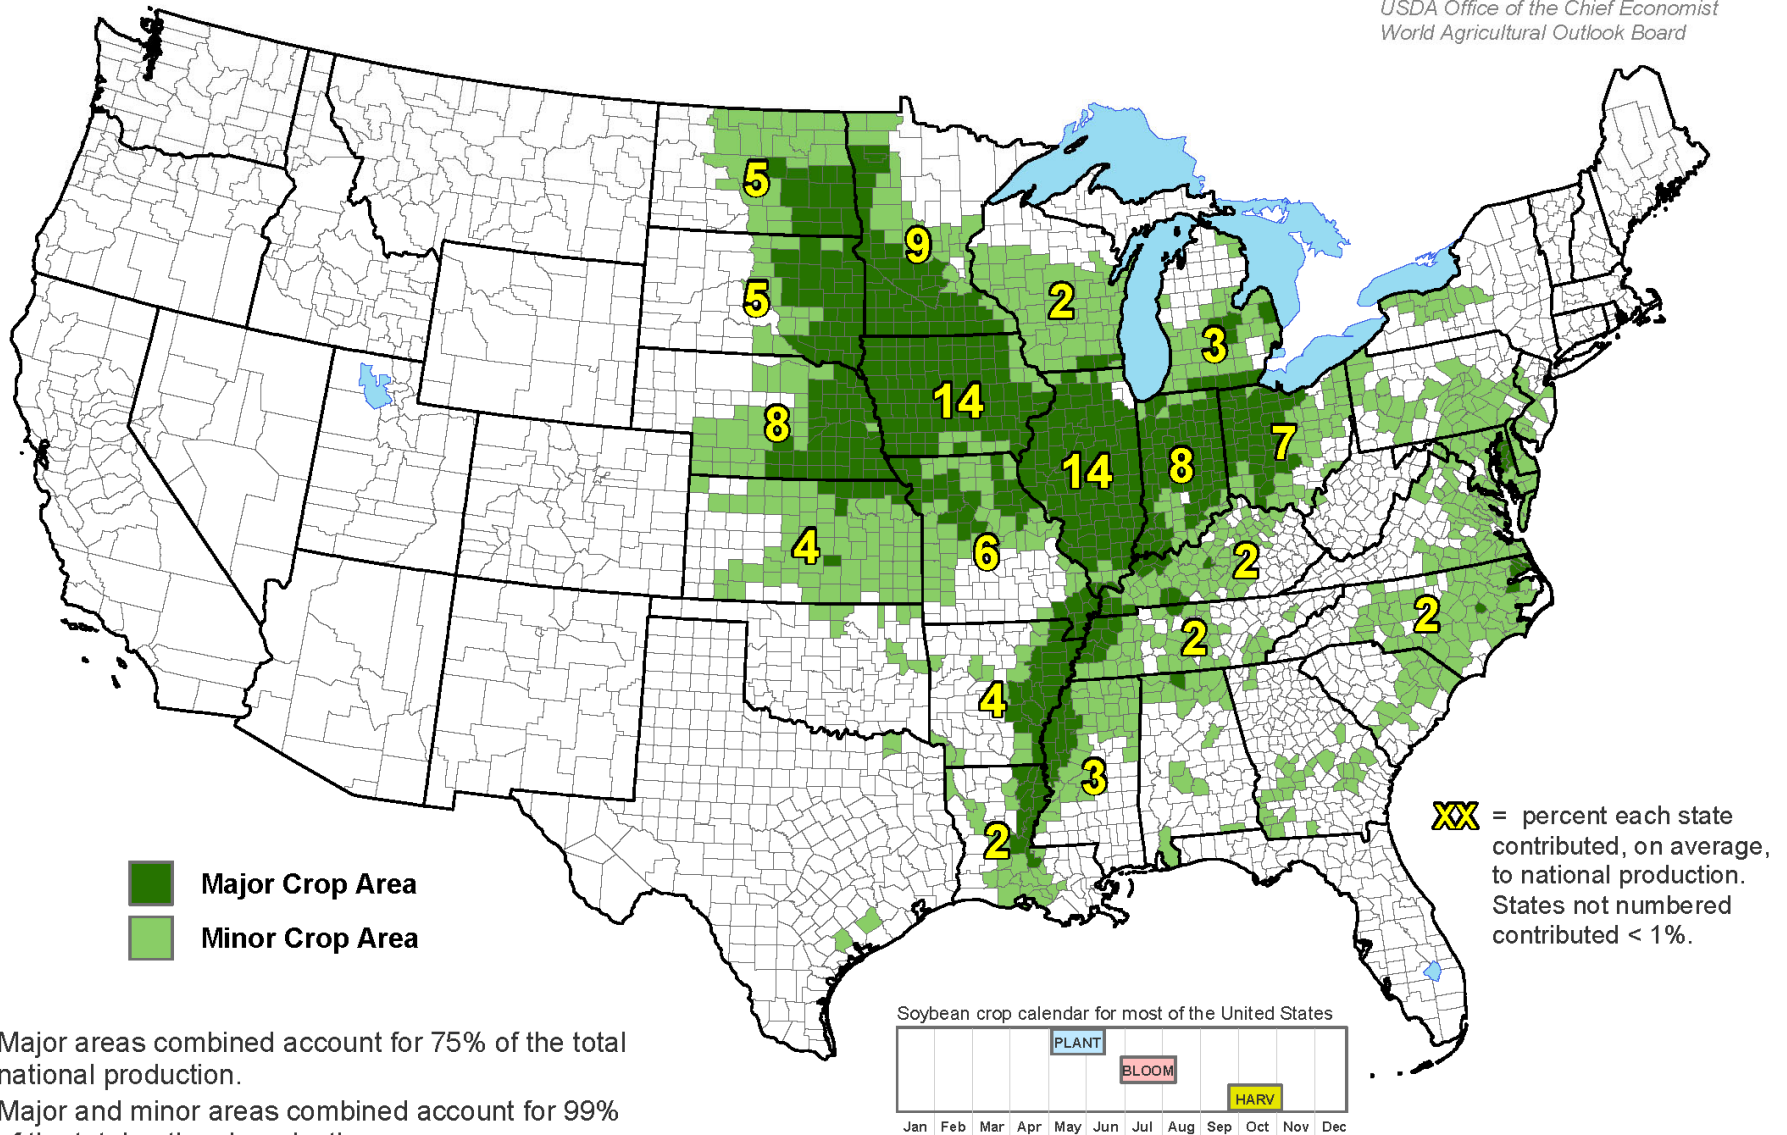 USDA Office of the Chief Economist
World Agricultural Outlook Board
5
9
5
2
3
14
8
7
14
8
4
6
2
2
2
4
3
2
XX = percent each state
contributed, on average,
to national production.
States not numbered
contributed < 1%.
Major Crop Area
Minor Crop Area
Major areas combined account for 75% of the total
national production.
Major and minor areas combined account for 99%
Soybean crop calendar for most of the United States
PLANT
BLOOM
HARV
Jan Feb Mar Apr May Jun Jul Aug Sep Oct Nov Dec